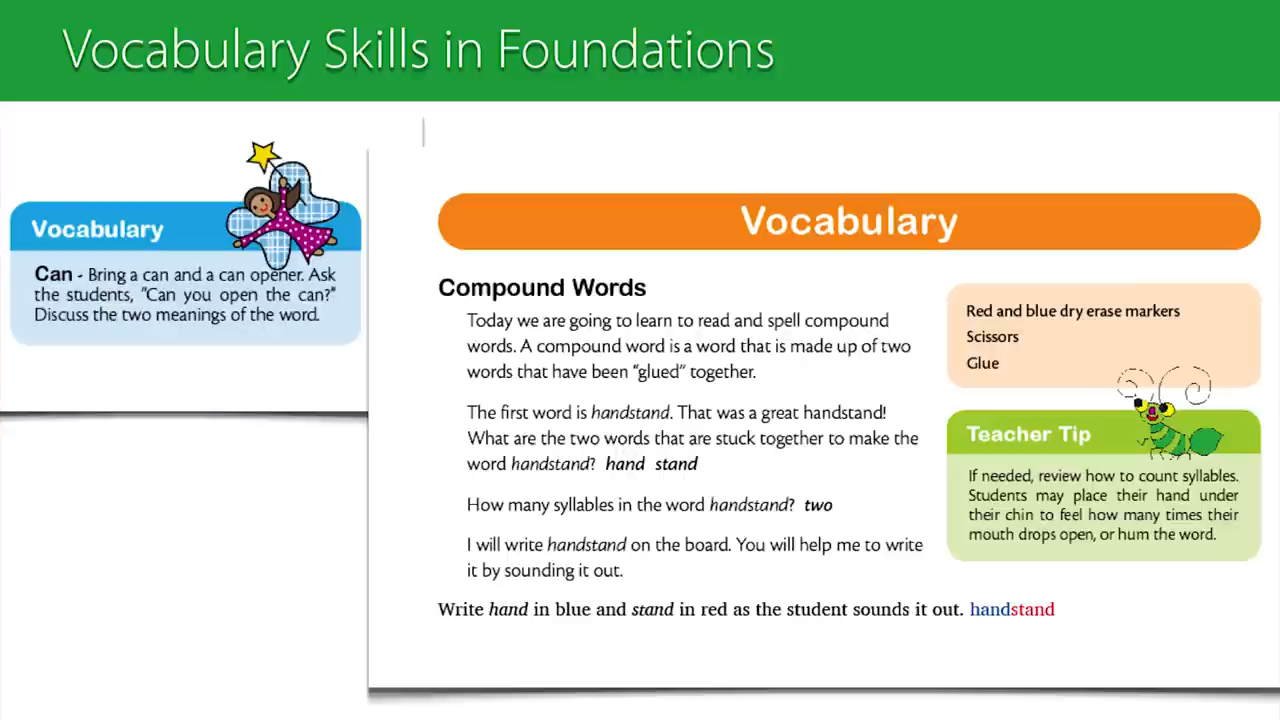 Vocabulary Skills in Foundations
Vocabulary
Can - Bring a can and a can opener. Ask
the students, "Can you open the can?"
Discuss the two meanings of the word.
Vocabulary
Compound Words
Today we are going to learn to read and spell compound
words. A compound word is a word that is made up of two
words that have been “glued” together.
The first word is handstand. That was a great handstand!
What are the two words that are stuck together to make the
word handstand? hand stand
How many syllables in the word handstand? two
I will write handstand on the board. You will help me to write
it by sounding it out.
Write hand in blue and stand in red as the student sounds it out. handstand
Red and blue dry erase markers
Scissors
Glue
Teacher Tip
If needed, review how to count syllables.
Students may place their hand under
their chin to feel how many times their
mouth drops open, or hum the word.